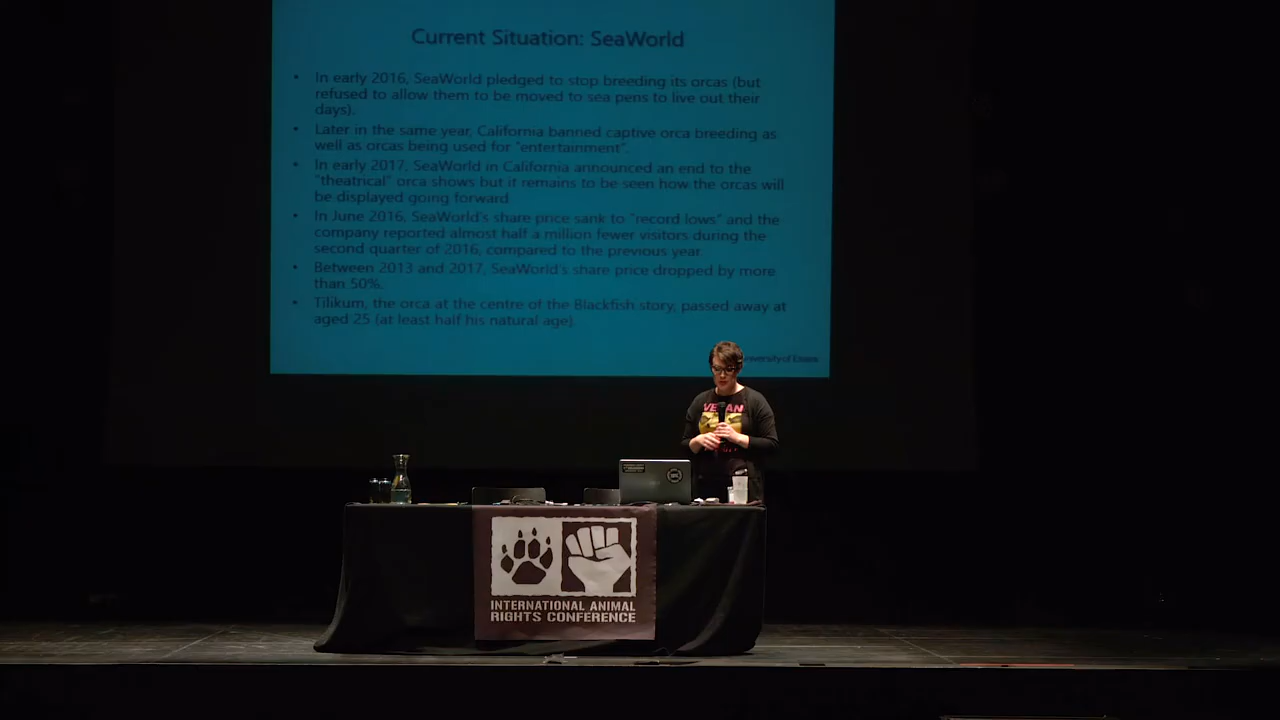 Current Situation: SeaWorld
• In early 2016, SeaWorld pledged to stop breeding its orcas (but
refused to allow them to be moved to sea pens to live out their
days).
• Later in the same year, California banned captive orca breeding as
well as orcas being used for "entertainment".
• In early 2017, SeaWorld in California announced an end to the
"theatrical" orca shows but it remains to be seen how the orcas will
be displayed going forward
• In June 2016, SeaWorld's share price sank to "record lows" and the
company reported almost half a million fewer visitors during the
second quarter of 2016, compared to the previous year.
• Between 2013 and 2017, SeaWorld's share price dropped by more
than 50%.
• Tilikum, the orca at the centre of the Blackfish story, passed away at
aged 25 (at least half his natural age).
VEGAN
INTERNATIONAL ANIMAL
RIGHTS CONFERENCE